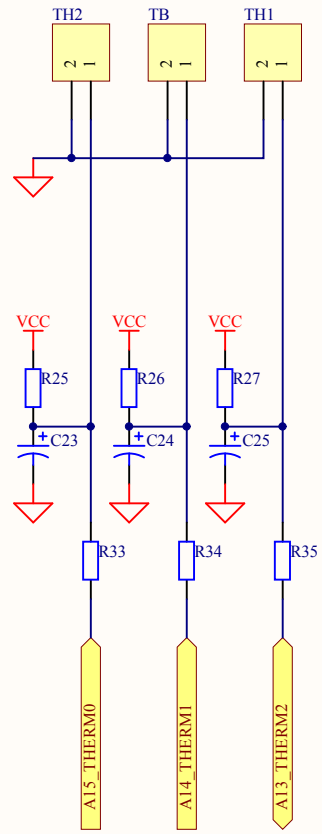 TH2 TB TH1
2 1 2 1 2 1
VCC VCC VCC
R25 R26 R27
+ C23 + C24 + C25
R33 R34 R35
A15_THERM0 A14_THERM1 A13_THERM2